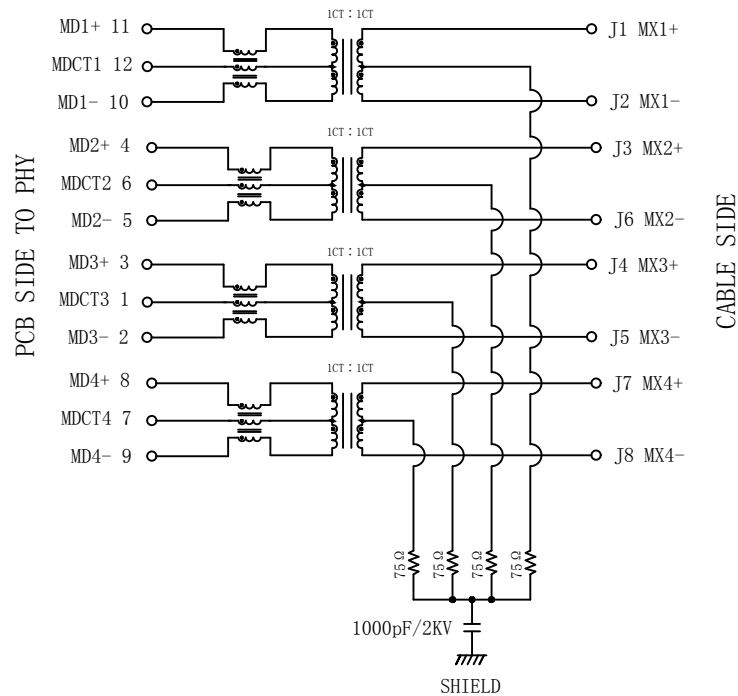 1CT:1CT
MD1+ 11
J1 MX1+
MDCT1 12
MD1- 10
J2 MX1-
1CT:1CT
MD2+ 4
J3 MX2+
MDCT2 6
MD2- 5
J6 MX2-
PCB SIDE TO PHY
CABLE SIDE
1CT:1CT
MD3+ 3
J4 MX3+
MDCT3 1
MD3- 2
J5 MX3-
1CT:1CT
MD4+ 8
J7 MX4+
MDCT4 7
MD4- 9
J8 MX4-
75Ω
75Ω
75Ω
75Ω
1000pF/2KV
SHIELD